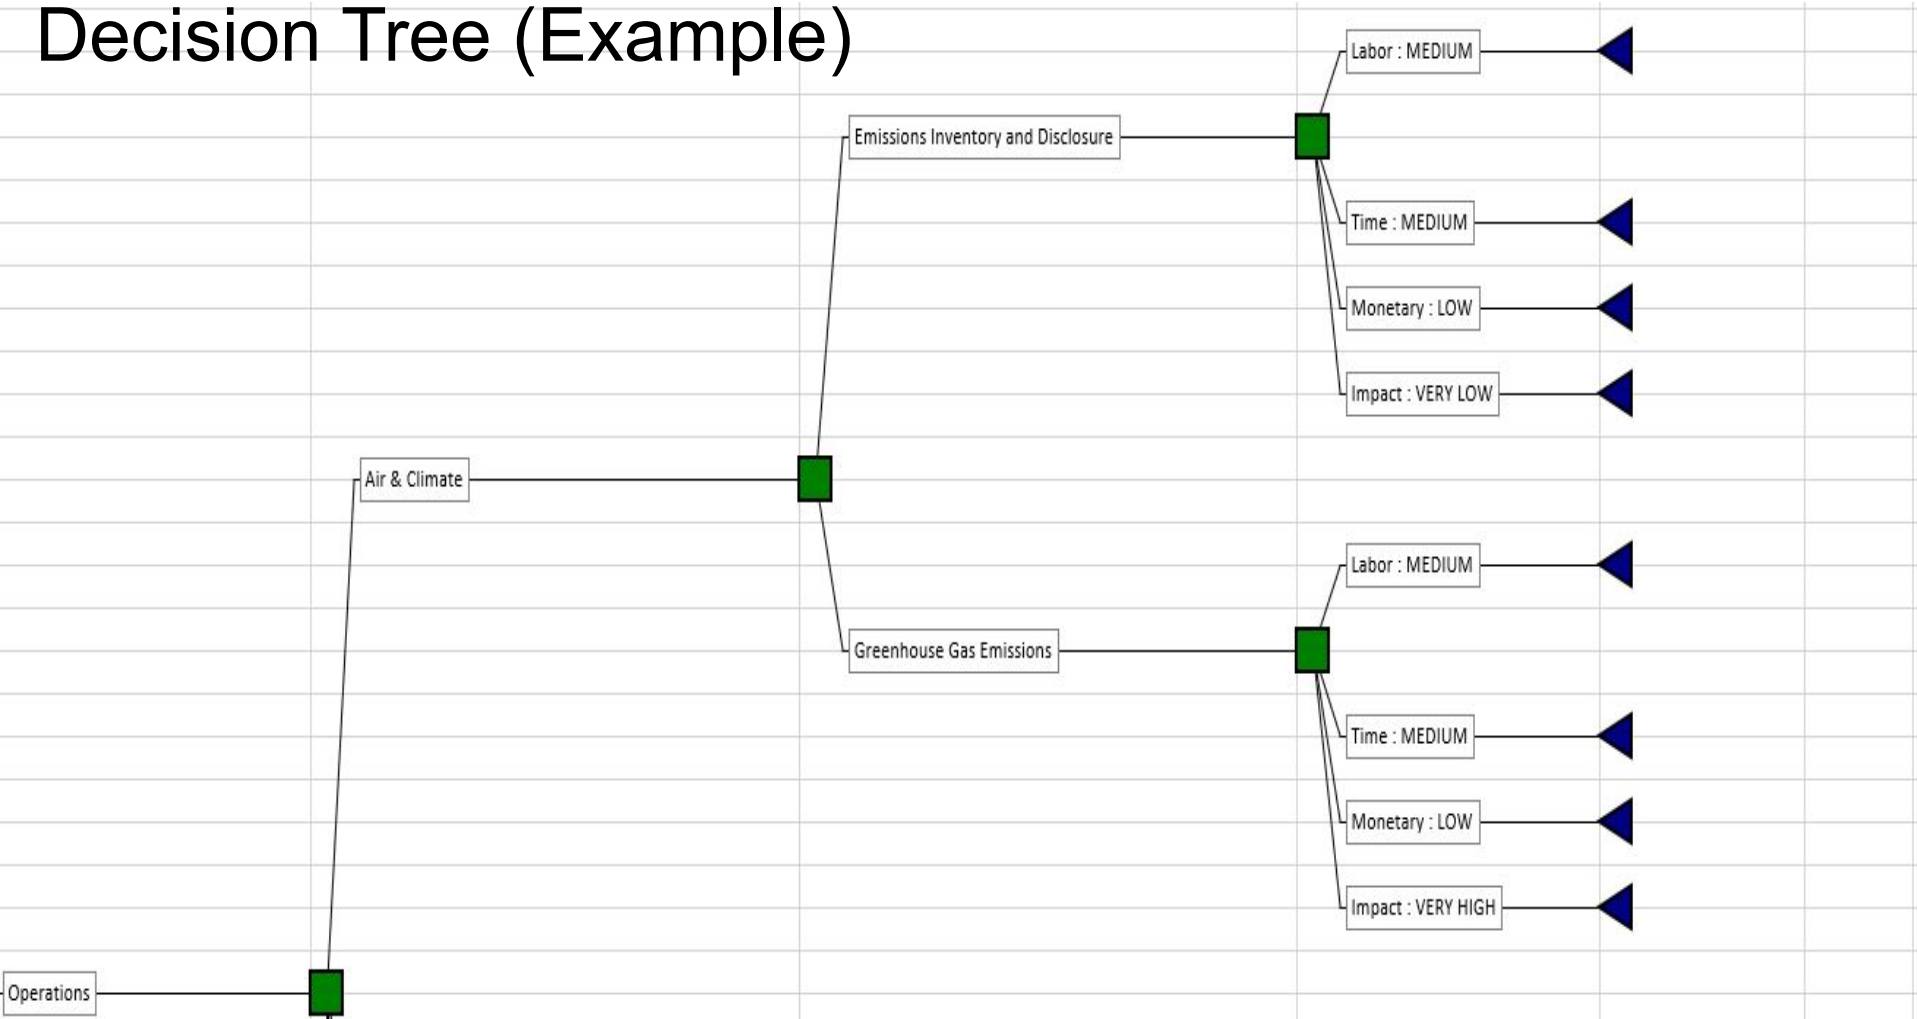 Decision Tree (Example)
Labor : MEDIUM
Emissions Inventory and Disclosure
Time : MEDIUM
Monetary : LOW
Impact : VERY LOW
Air & Climate
Labor : MEDIUM
Greenhouse Gas Emissions
Time : MEDIUM
Monetary : LOW
Impact : VERY HIGH
Operations